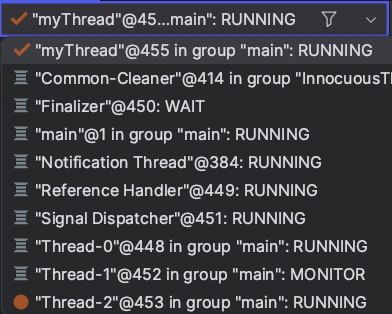 "myThread"@45...main": RUNNING
"myThread"@455 in group "main": RUNNING
"Common-Cleaner"@414 in group "InnocuousTl
"Finalizer"@450: WAIT
"main"@1 in group "main": RUNNING
"Notification Thread"@384: RUNNING
"Reference Handler"@449: RUNNING
"Signal Dispatcher"@451: RUNNING
"Thread-0"@448 in group "main": RUNNING
"Thread-1"@452 in group "main": MONITOR
"Thread-2"@453 in group "main": RUNNING